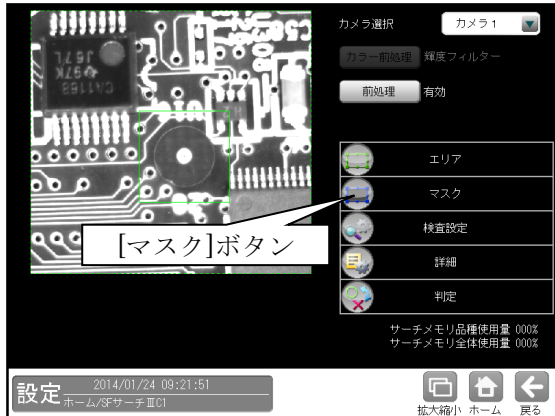 カメラ選択
カメラ1
カラー前処理
輝度フィルター
前処理
有効
エリア
マスク
検査設定
詳細
判定
[マスク]ボタン
サーチメモリ品種使用量 000%
サーチメモリ全体使用量 000%
設定
2014/01/24 09:21:51
ホーム/SFサーチⅢC1
拡大縮小
ホーム
戻る